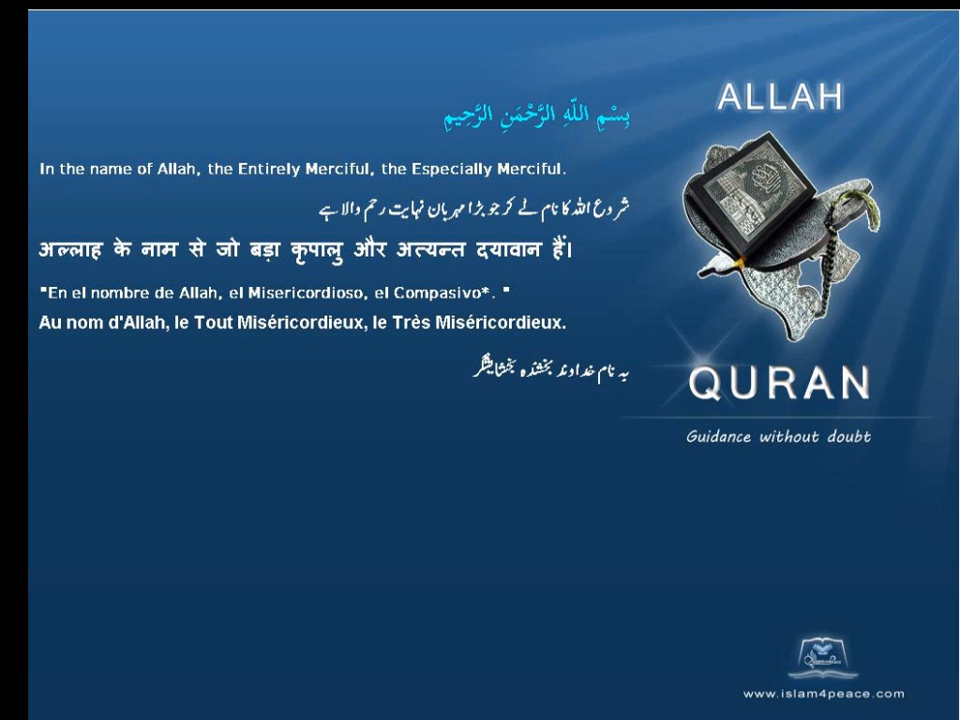 بِسْمِ اللّهِ الرَّحْمَنِ الرَّحِيمِ
In the name of Allah, the Entirely Merciful, the Especially Merciful.
شروع الله کا نام لے کر جو بڑا مہربان نہایت رحم والا ہے
अल्लाह के नाम से जो बड़ा कृपालु और अत्यन्त दयावान हैं।
"En el nombre de Allah, el Misericordioso, el Compasivo*. "
Au nom d'Allah, le Tout Miséricordieux, le Très Miséricordieux.
به نام خداوند بخشنده بخشایشگر
ALLAH
QURAN
Guidance without doubt
www.islam4peace.com